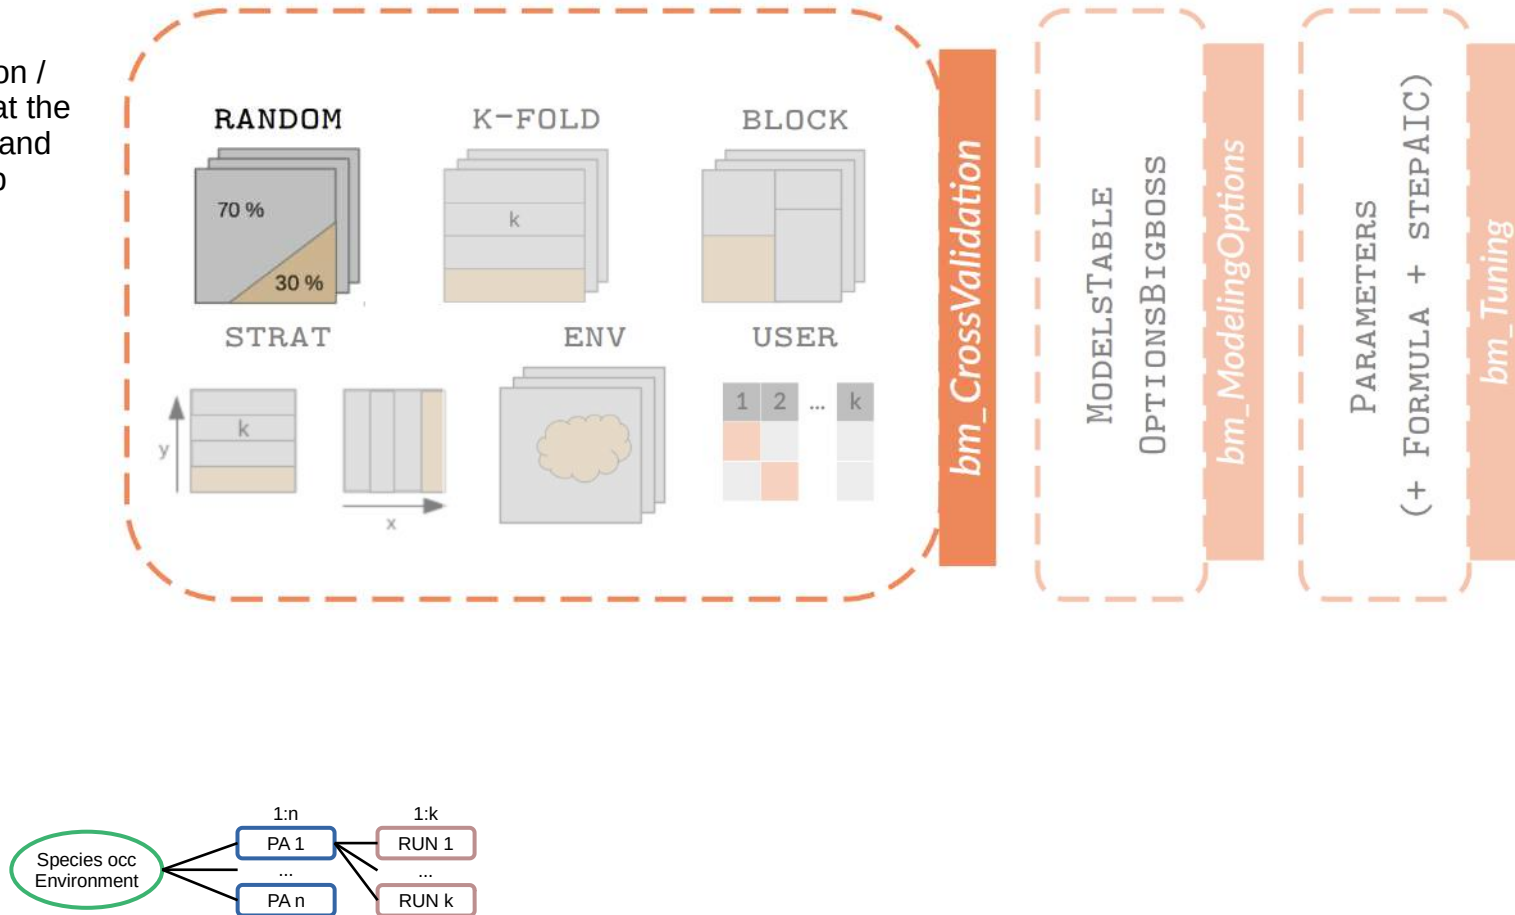 on /
at the
and
RANDOM
K-FOLD
BLOCK
70 %
30 %
k
STRAT
ENV
USER
y
k
x
1 2 ... k
bm_CrossValidation
MODELSTABLE
OPTIONSBIGBOSS
bm_ModelingOptions
PARAMETERS
(+ FORMULA + STEPAIC)
bm_Tuning
1:n
1:k
Species occ
Environment
PA 1
RUN 1
...
...
PA n
RUN k